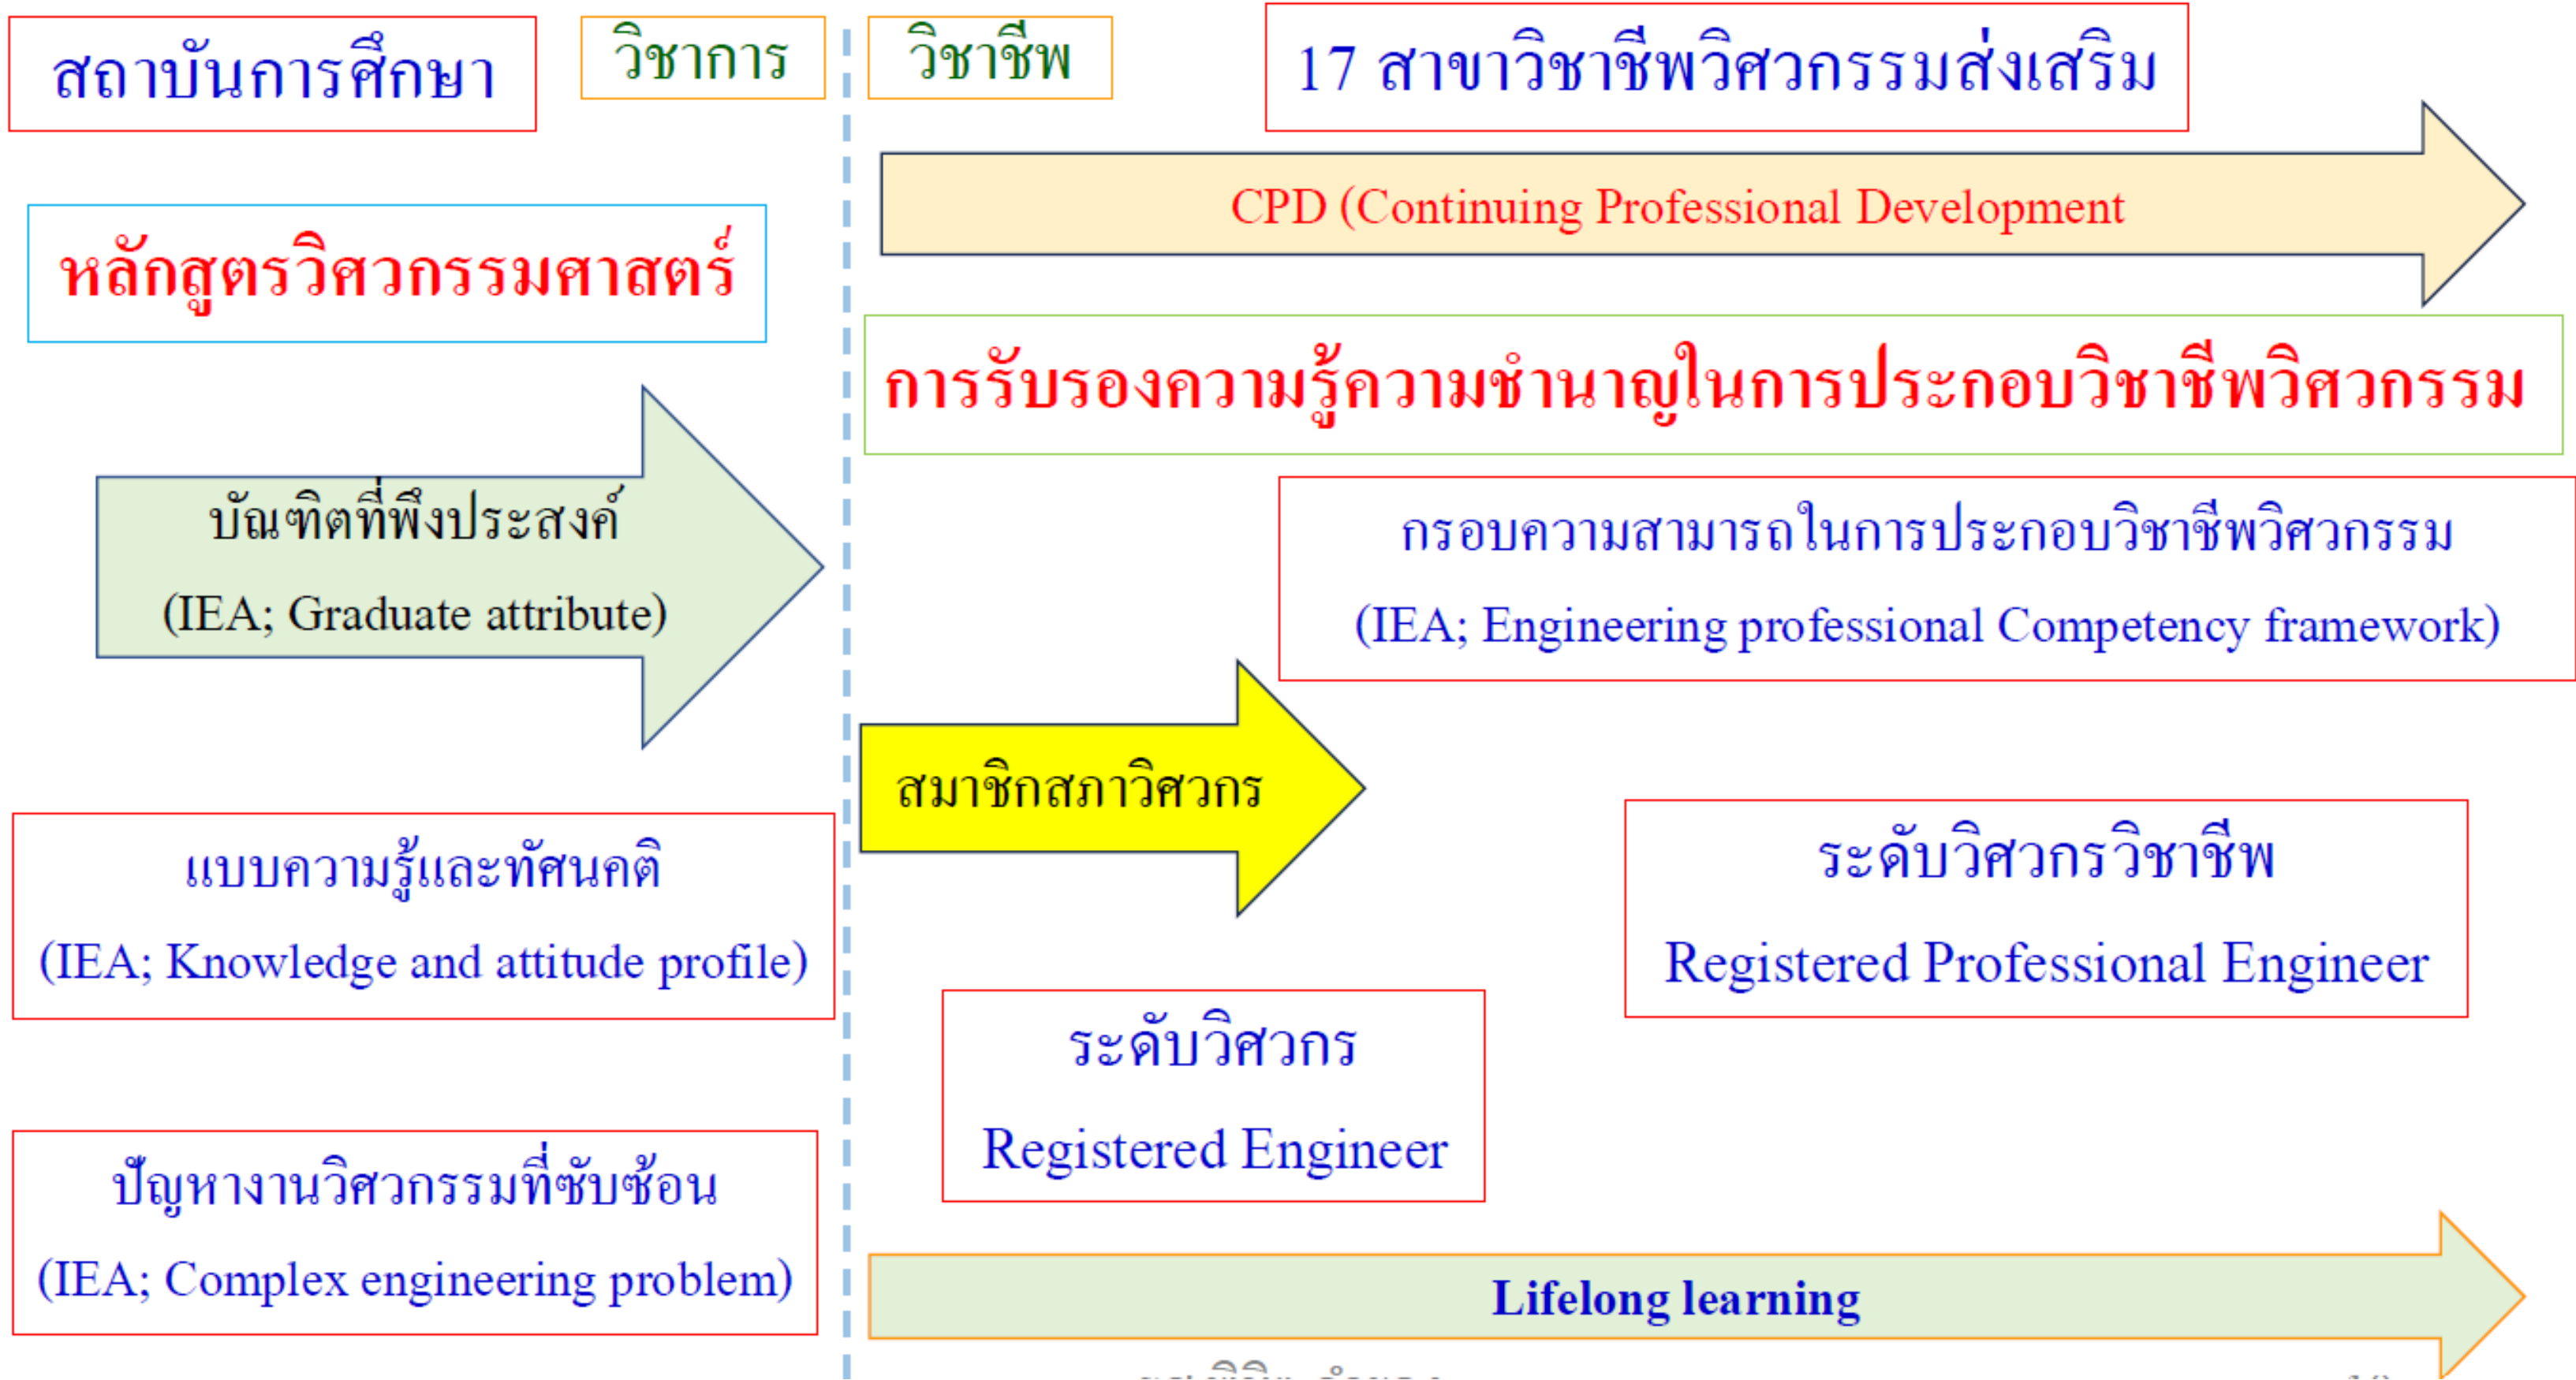 สถาบันการศึกษา
วิชาการ
วิชาชีพ
17 สาขาวิชาชีพวิศวกรรมส่งเสริม
CPD (Continuing Professional Development
หลักสูตรวิศวกรรมศาสตร์
การรับรองความรู้ความชำนาญในการประกอบวิชาชีพวิศวกรรม
บัณฑิตที่พึงประสงค์
(IEA; Graduate attribute)
กรอบความสามารถในการประกอบวิชาชีพวิศวกรรม
(IEA; Engineering professional Competency framework)
สมาชิกสภาวิศวกร
แบบความรู้และทัศนคติ
(IEA; Knowledge and attitude profile)
ระดับวิศวกรวิชาชีพ
Registered Professional Engineer
ระดับวิศวกร
Registered Engineer
ปัญหางานวิศวกรรมที่ซับซ้อน
(IEA; Complex engineering problem)
Lifelong learning